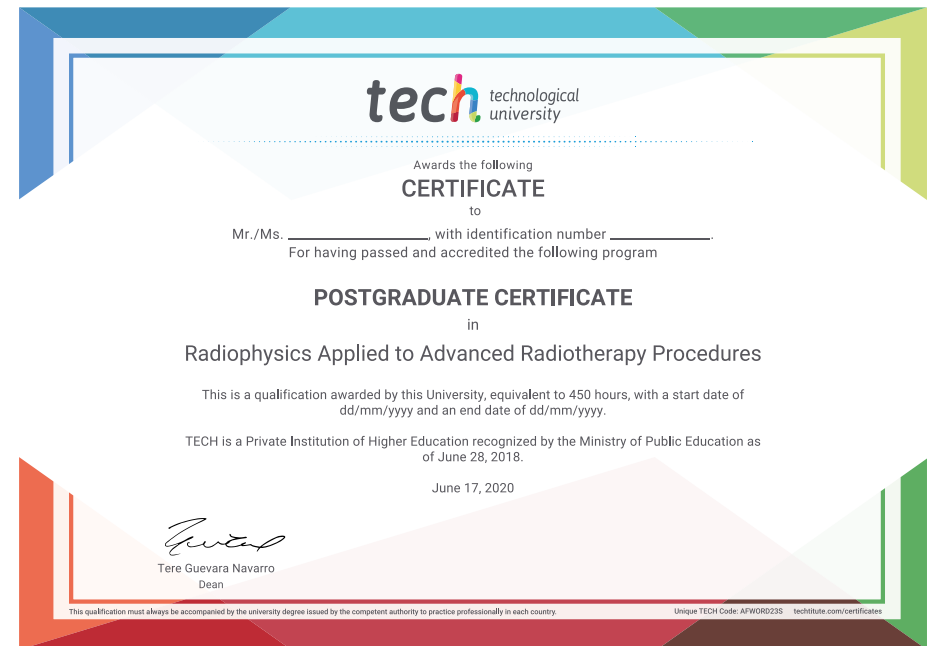 tech technological
university
Awards the following
CERTIFICATE
to
Mr./Ms. ____________________, with identification number ______________.
For having passed and accredited the following program
POSTGRADUATE CERTIFICATE
in
Radiophysics Applied to Advanced Radiotherapy Procedures
This is a qualification awarded by this University, equivalent to 450 hours, with a start date of
dd/mm/yyyy and an end date of dd/mm/yyyy.
TECH is a Private Institution of Higher Education recognized by the Ministry of Public Education as
of June 28, 2018.
June 17, 2020
Tere Guevara Navarro
Dean
This qualification must always be accompanied by the university degree issued by the competent authority to practice professionally in each country. Unique TECH Code: AFWORD23S techtitute.com/certificates